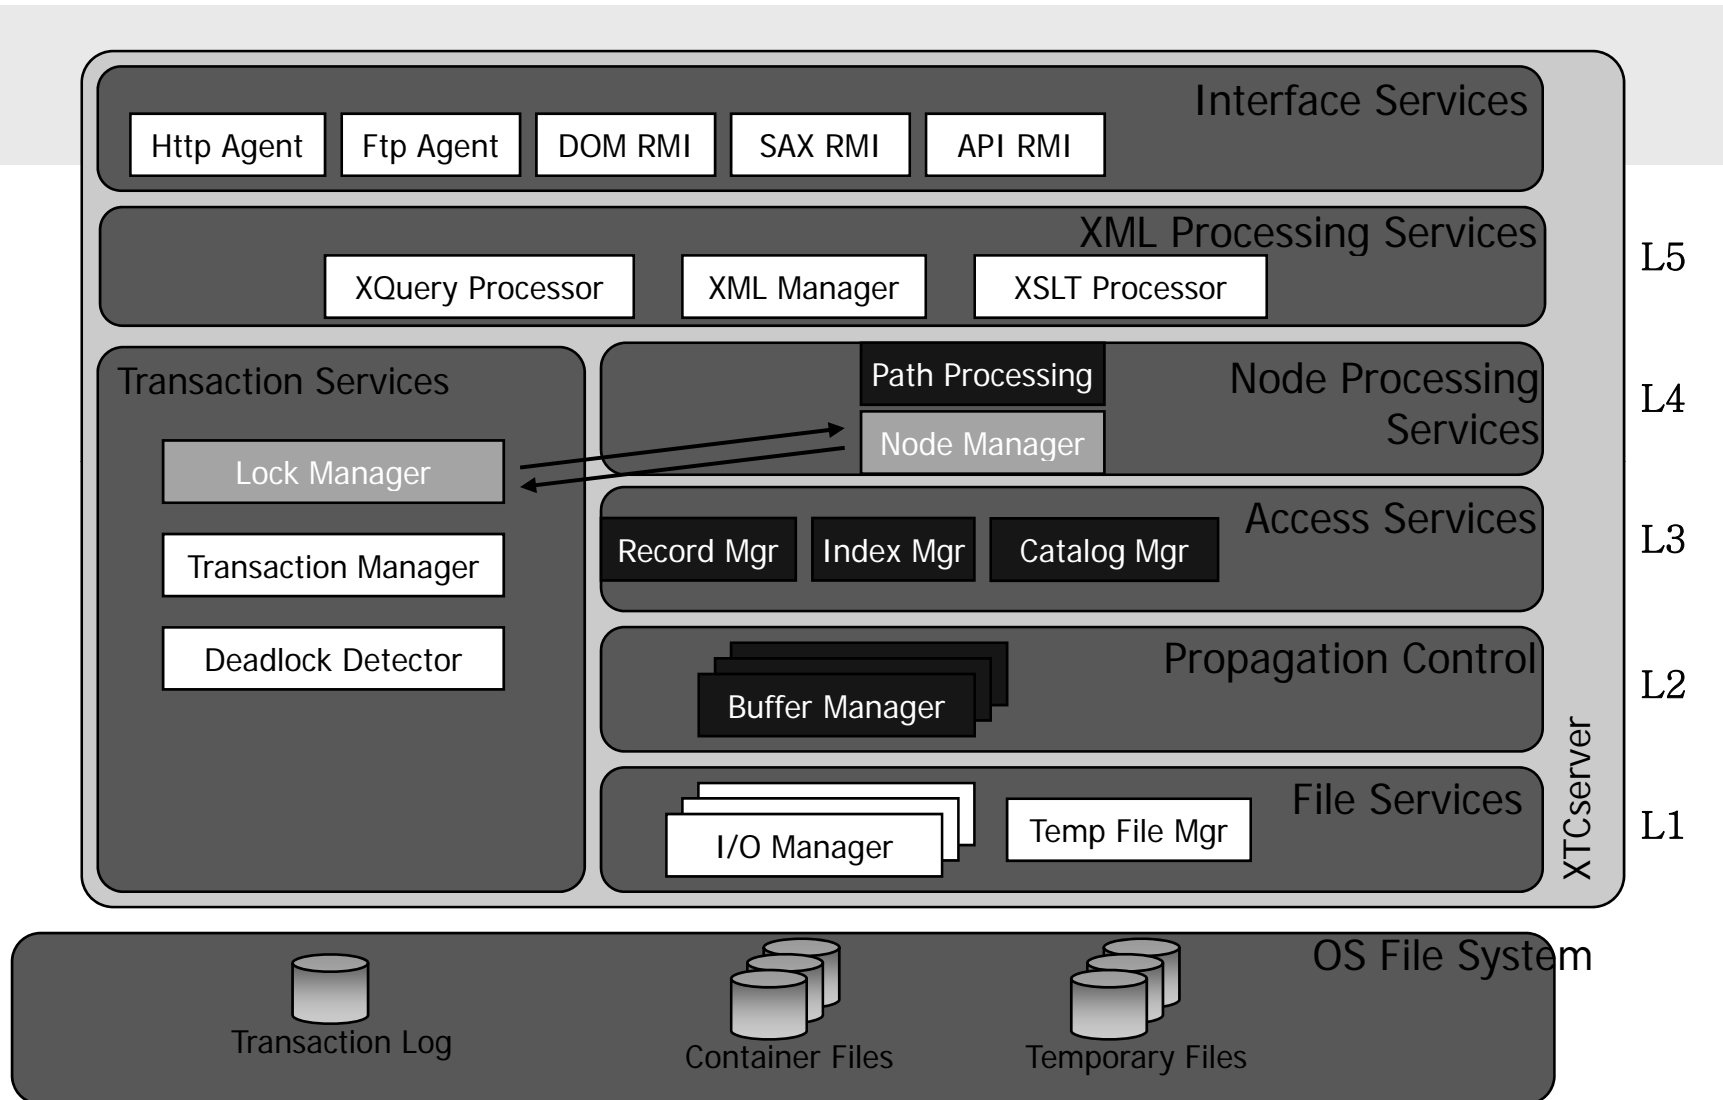 Interface Services
Http Agent
Ftp Agent
DOM RMI
SAX RMI
API RMI
XML Processing Services
L5
XQuery Processor
XML Manager
XSLT Processor
Transaction Services
Lock Manager
Transaction Manager
Deadlock Detector
Path Processing
Node Processing
Services
L4
Node Manager
Access Services
L3
Record Mgr
Index Mgr
Catalog Mgr
Propagation Control
L2
Buffer Manager
File Services
L1
I/O Manager
Temp File Mgr
XTCserver
OS File System
Transaction Log
Container Files
Temporary Files